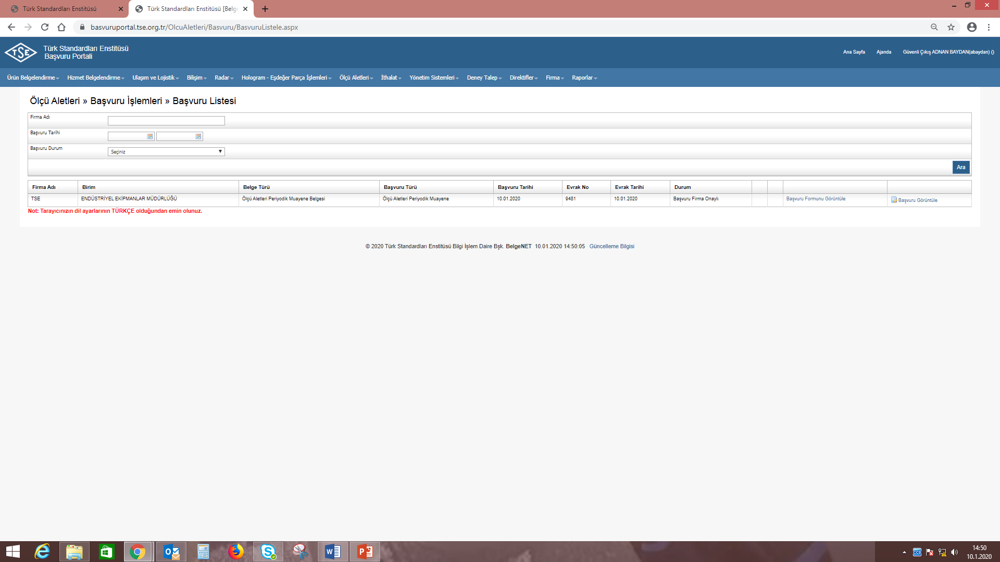 Türk Standardları Enstitüsü
Türk Standardları Enstitüsü [Belge
basvuruportal.tse.org.tr/OlcuAletleri/Basvuru/BasvuruListele.aspx
TSE
Türk Standardları Enstitüsü
Başvuru Portali
Ana Sayfa Ajanda Güvenli Çıkış ADNAN BAYDAN(abaydan) ()
Ürün Belgelendirme Hizmet Belgelendirme Ulaşım ve Lojistik Bilişim Radar Hologram - Eşdeğer Parça İşlemleri Ölçü Aletleri İthalat Yönetim Sistemleri Deney Talep Direktifler Firma Raporlar
Ölçü Aletleri » Başvuru İşlemleri » Başvuru Listesi
Firma Adı
Başvuru Tarihi
Başvuru Durum Seçiniz
Ara
Firma Adı Birim Belge Türü Başvuru Türü Başvuru Tarihi Evrak No Evrak Tarihi Durum
TSE ENDÜSTRİYEL EKİPMANLAR MÜDÜRLÜĞÜ Ölçü Aletleri Periyodik Muayene Belgesi Ölçü Aletleri Periyodik Muayene 10.01.2020 9481 10.01.2020 Başvuru Firma Onaylı Başvuru Formunu Görüntüle Başvuru Görüntüle
Not: Tarayıcınızın dil ayarlarının TÜRKÇE olduğundan emin olunuz.
© 2020 Türk Standardları Enstitüsü Bilgi İşlem Daire Bşk. BelgeNET 10.01.2020 14:50:05 Güncelleme Bilgisi
14:50
10.1.2020